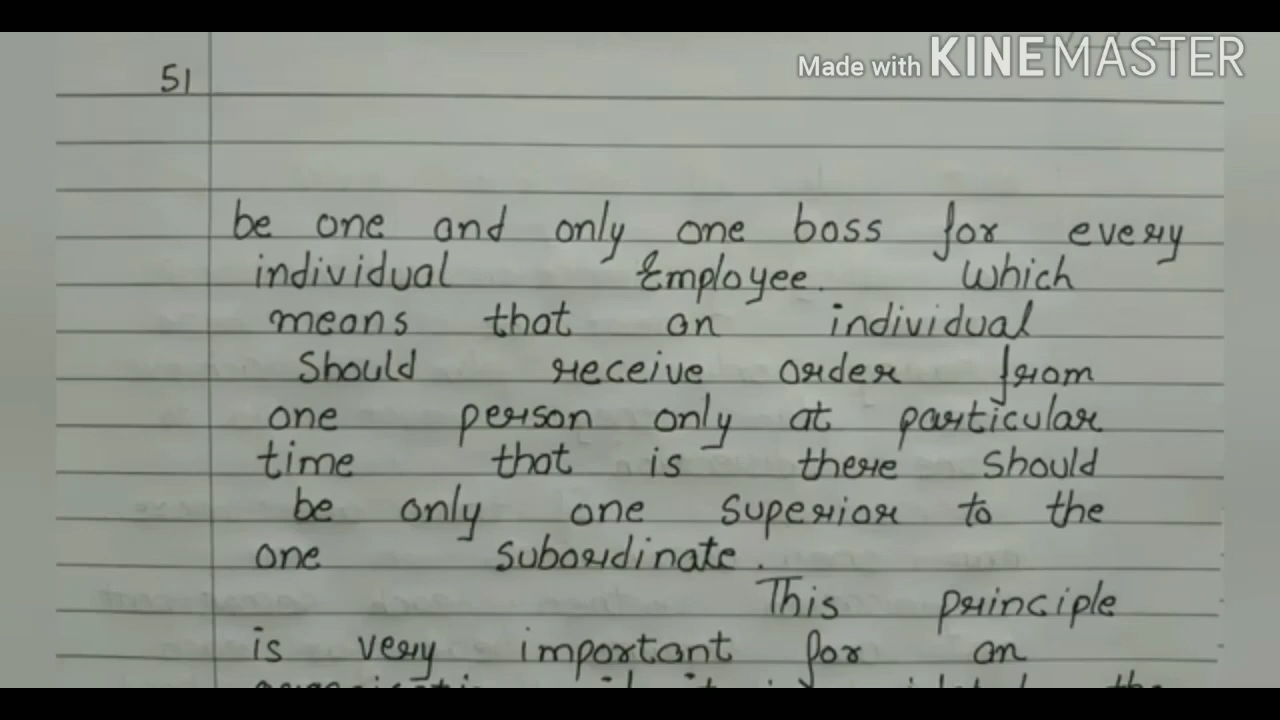 Made with KINEMASTER
51
be one and only one boss for every
individual Employee. Which
means that an individual
Should receive order from
one person only at particular
time that is there should
be only one superior to the
one subordinate.
This principle
is very important for an